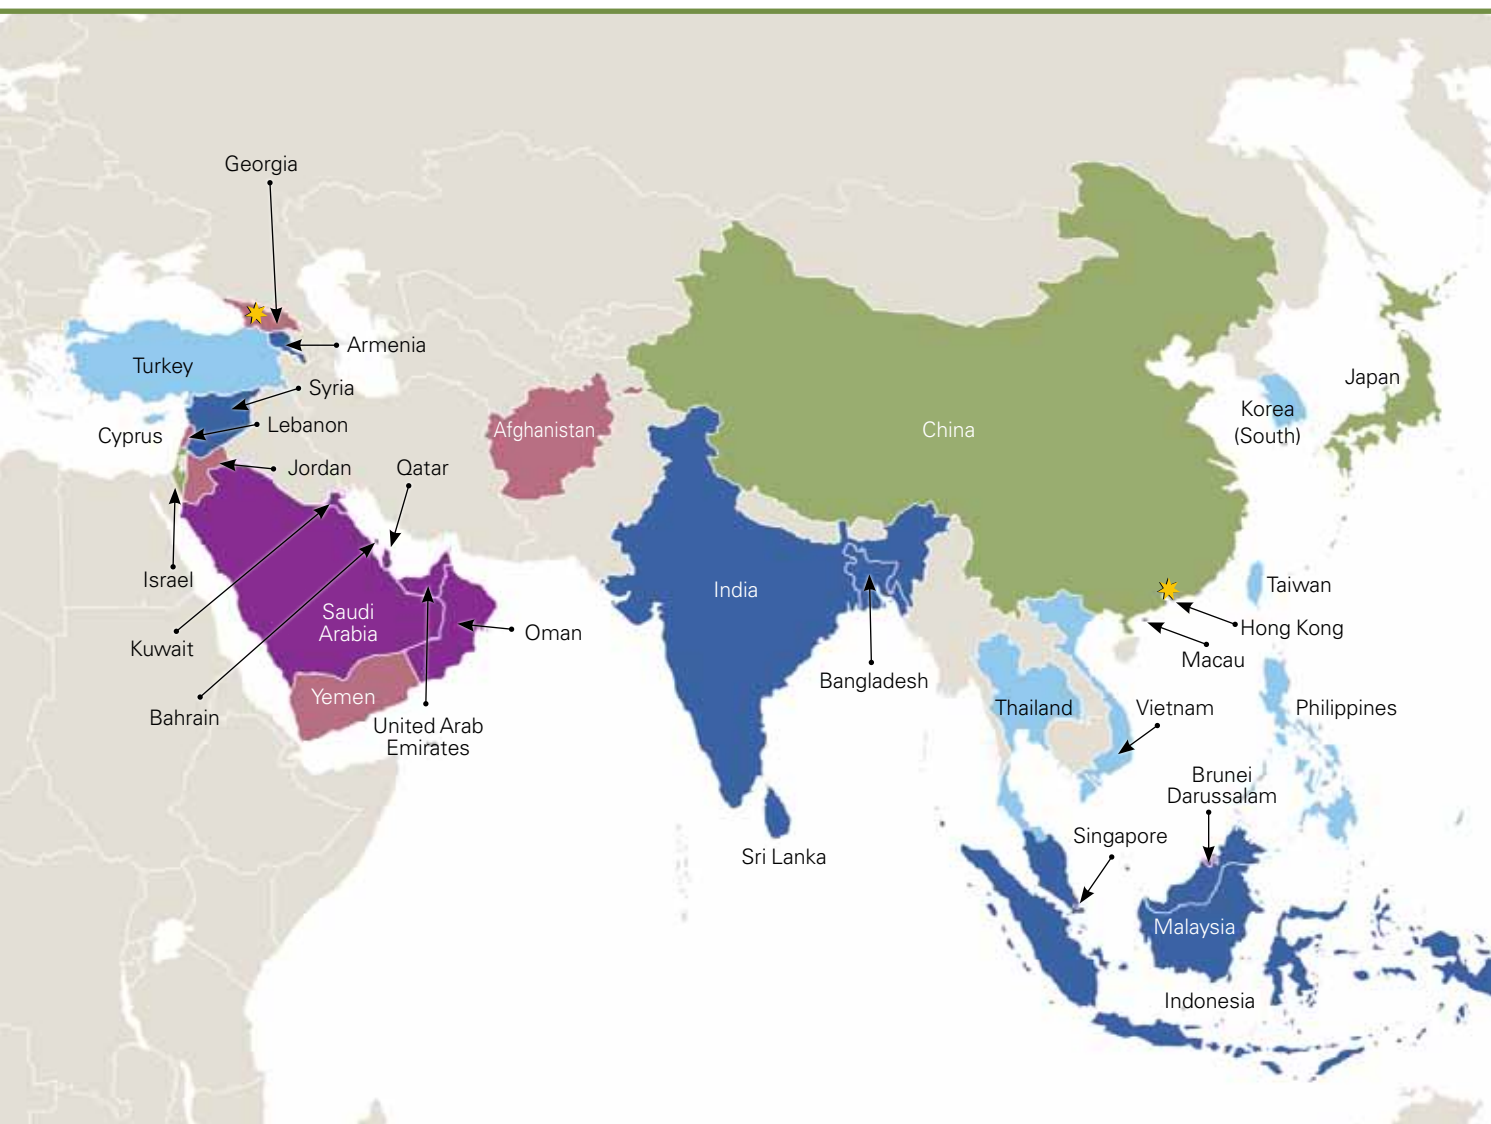 Georgia
Armenia
Turkey
Syria
Lebanon
Cyprus
Jordan
Qatar
Afghanistan
China
Japan
Korea
(South)
Israel
Kuwait
Bahrain
Saudi
Arabia
Oman
Yemen
United Arab
Emirates
India
Bangladesh
Sri Lanka
Taiwan
Hong Kong
Macau
Thailand
Vietnam
Philippines
Brunei
Darussalam
Singapore
Malaysia
Indonesia